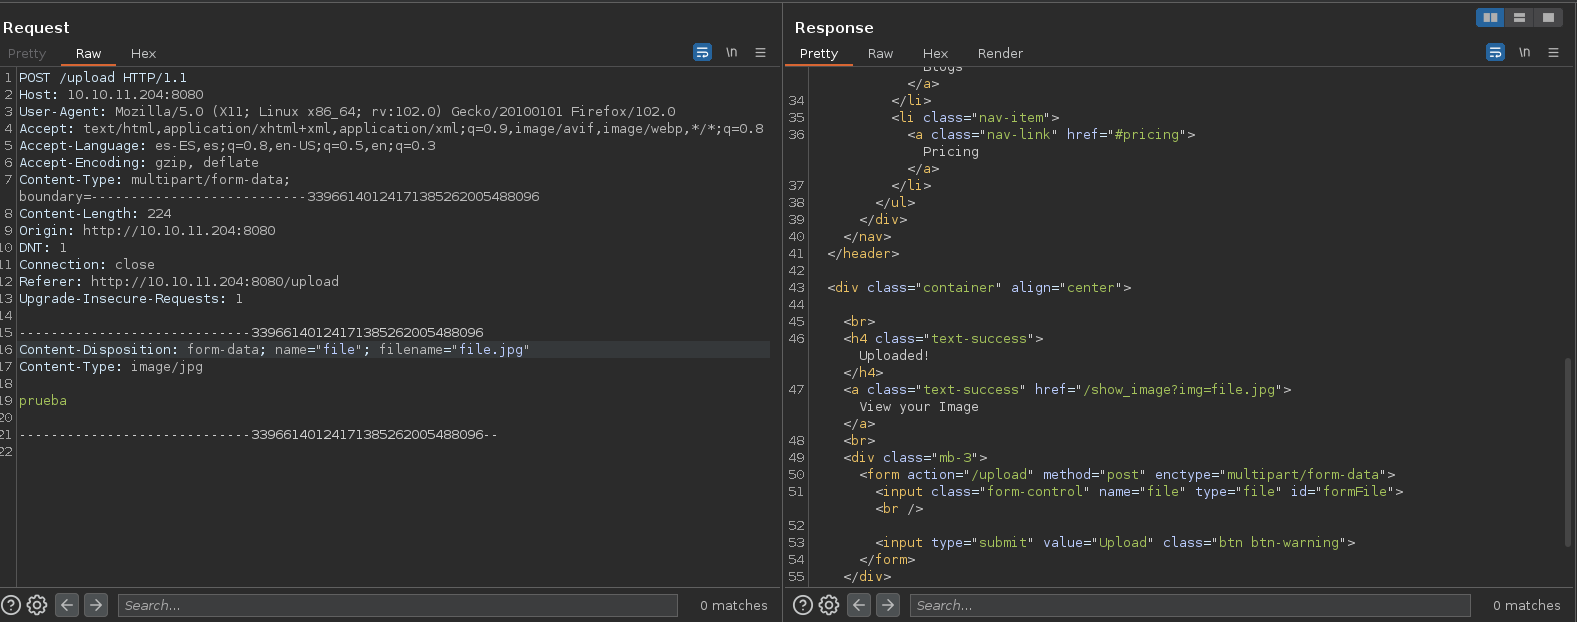 Request
Pretty Raw Hex \n
1 POST /upload HTTP/1.1
2 Host: 10.10.11.204:8080
3 User-Agent: Mozilla/5.0 (X11; Linux x86_64; rv:102.0) Gecko/20100101 Firefox/102.0
4 Accept: text/html,application/xhtml+xml,application/xml;q=0.9,image/avif,image/webp,*/*;q=0.8
5 Accept-Language: es-ES,es;q=0.8,en-US;q=0.5,en;q=0.3
6 Accept-Encoding: gzip, deflate
7 Content-Type: multipart/form-data;
boundary=---------------------------339661401241713852620054880​96
8 Content-Length: 224
9 Origin: http://10.10.11.204:8080
10 DNT: 1
11 Connection: close
12 Referer: http://10.10.11.204:8080/upload
13 Upgrade-Insecure-Requests: 1
14
15 -----------------------------33966140124171385262005488096
16 Content-Disposition: form-data; name="file"; filename="file.jpg"
17 Content-Type: image/jpg
18
19 prueba
20
21 -----------------------------33966140124171385262005488096--
22
Search... 0 matches
Response
Pretty Raw Hex Render \n
Blogs
</a>
34 </li>
35 <li class="nav-item">
36 <a class="nav-link" href="#pricing">
Pricing
</a>
37 </li>
38 </ul>
39 </div>
40 </nav>
41 </header>
42
43 <div class="container" align="center">
44
45 <br>
46 <h4 class="text-success">
Uploaded!
</h4>
47 <a class="text-success" href="/show_image?img=file.jpg">
View your Image
</a>
48 <br>
49 <div class="mb-3">
50 <form action="/upload" method="post" enctype="multipart/form-data">
51 <input class="form-control" name="file" type="file" id="formFile">
<br />
52
53 <input type="submit" value="Upload" class="btn btn-warning">
54 </form>
55 </div>
Search... 0 matches